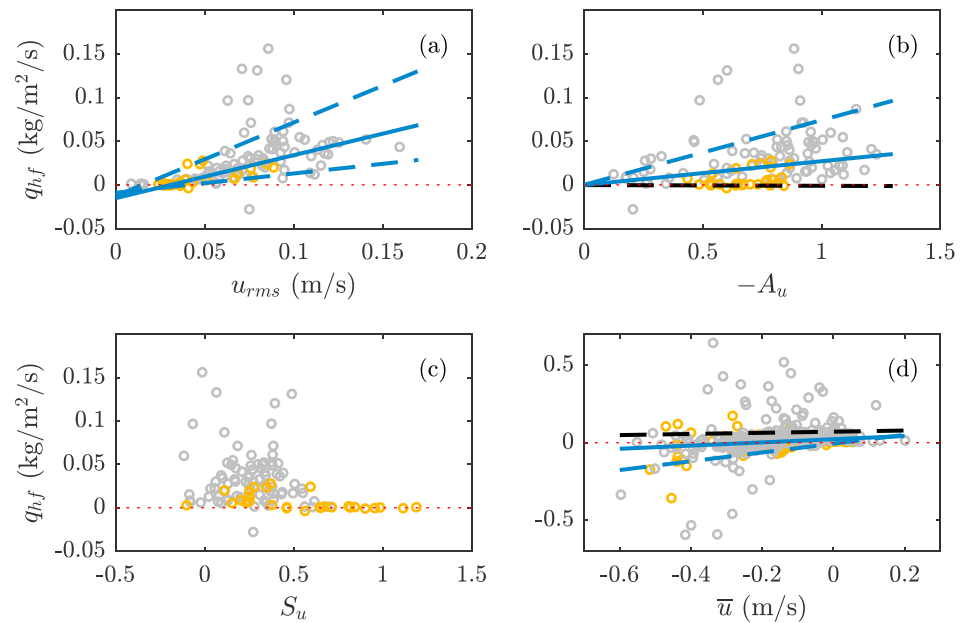 (a)
0.15
0.1
0.05
0
-0.05
q_hf (kg/m²/s)
0 0.05 0.1 0.15 0.2
u_rms (m/s)
(b)
0.15
0.1
0.05
0
-0.05
0 0.5 1 1.5
−A_u
(c)
0.15
0.1
0.05
0
-0.05
q_hf (kg/m²/s)
-0.5 0 0.5 1 1.5
S_u
(d)
0.5
0
-0.5
-0.6 -0.4 -0.2 0 0.2
u̅ (m/s)